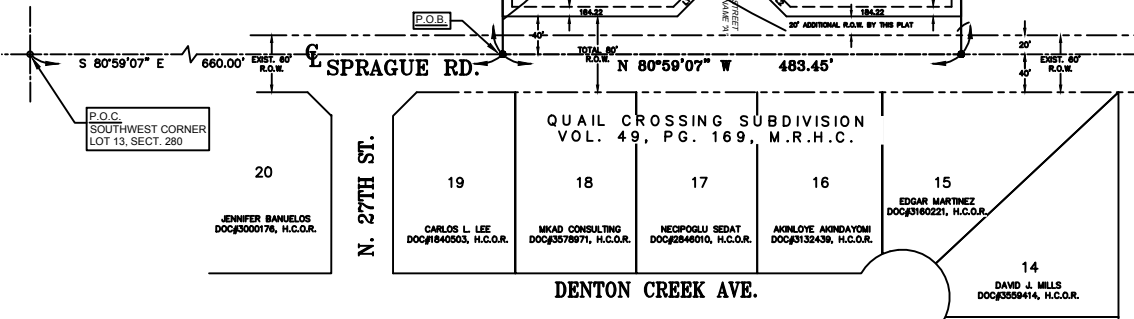 184.22
184.22
STREET
20' ADDITIONAL R.O.W. BY THIS PLAT
P.O.B.
40'
TOTAL 80'
R.O.W.
S 80°59'07" E 660.00'
EXIST. 60'
R.O.W.
℄ SPRAGUE RD.
N 80°59'07" W 483.45'
20'
40'
EXIST. 60'
R.O.W.
P.O.C.
SOUTHWEST CORNER
LOT 13, SECT. 280
QUAIL CROSSING SUBDIVISION
VOL. 49, PG. 169, M.R.H.C.
N. 27TH ST.
20
JENNIFER BANUELOS
DOC#3000176, H.C.O.R.
19
CARLOS L. LEE
DOC#1840503, H.C.O.R.
18
MKAD CONSULTING
DOC#3578971, H.C.O.R.
17
NECIPOGLU SEDAT
DOC#2846010, H.C.O.R.
16
AKINLOYE AKINDAYOMI
DOC#3132439, H.C.O.R.
15
EDGAR MARTINEZ
DOC#3160221, H.C.O.R.
14
DAVID J. MILLS
DOC#3559414, H.C.O.R.
DENTON CREEK AVE.